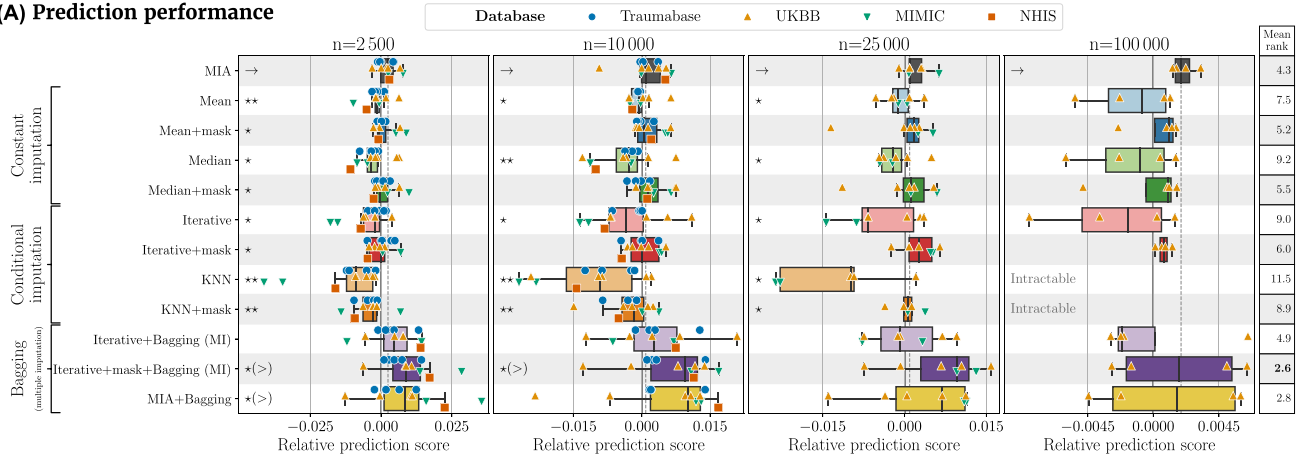 (A) Prediction performance
Database Traumabase UKBB MIMIC NHIS
n=2 500 n=10 000 n=25 000 n=100 000 Mean rank
MIA → → → → 4.3
Mean ⋆⋆ ⋆ ⋆ 7.5
Mean+mask ⋆ ⋆ 5.2
Median ⋆ ⋆⋆ ⋆ 9.2
Median+mask ⋆ 5.5
Iterative ⋆ ⋆ ⋆ 9.0
Iterative+mask 6.0
KNN ⋆⋆ ⋆⋆ ⋆ Intractable 11.5
KNN+mask ⋆⋆ ⋆⋆ ⋆ Intractable 8.9
Iterative+Bagging (MI) 4.9
Iterative+mask+Bagging (MI) ⋆(>) ⋆(>) 2.6
MIA+Bagging ⋆(>) 2.8
Constant
imputation
Conditional
imputation
Bagging
(multiple imputation)
−0.025 0.000 0.025 −0.015 0.000 0.015 0.000 0.015 −0.0045 0.0000 0.0045
Relative prediction score Relative prediction score Relative prediction score Relative prediction score